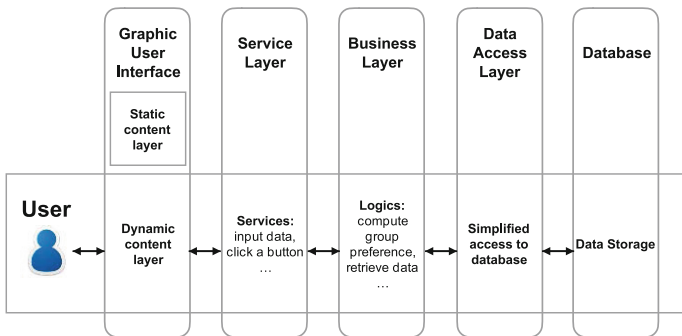 Graphic
User
Interface
Service
Layer
Business
Layer
Data
Access
Layer
Database
Static
content
layer
User
Dynamic
content
layer
Services:
input data,
click a button
…
Logics:
compute
group
preference,
retrieve data
…
Simplified
access to
database
Data Storage